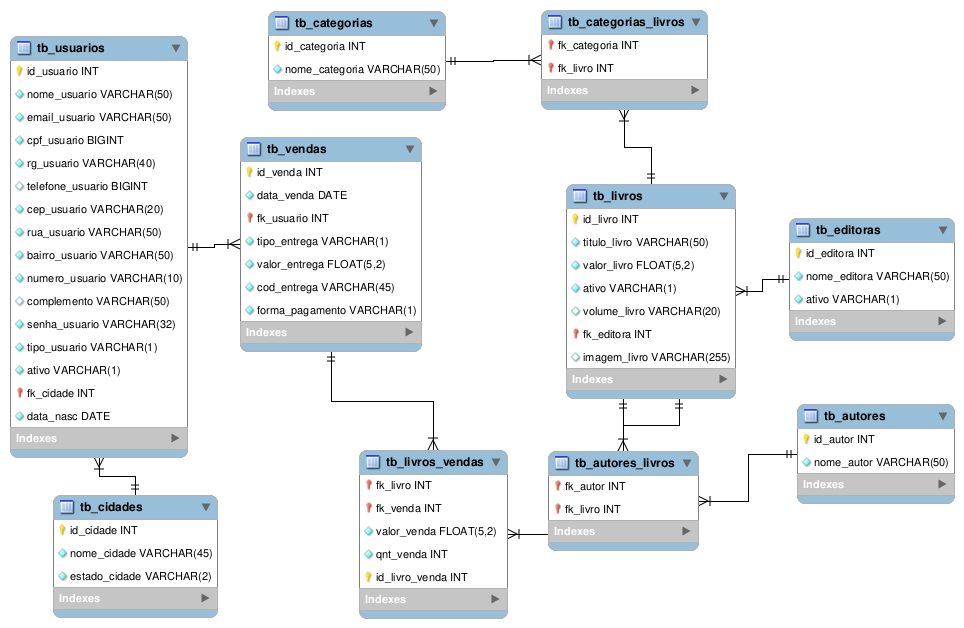 tb_categorias
id_categoria INT
nome_categoria VARCHAR(50)
Indexes
tb_categorias_livros
fk_categoria INT
fk_livro INT
Indexes
tb_usuarios
id_usuario INT
nome_usuario VARCHAR(50)
email_usuario VARCHAR(50)
cpf_usuario BIGINT
rg_usuario VARCHAR(40)
telefone_usuario BIGINT
cep_usuario VARCHAR(20)
rua_usuario VARCHAR(50)
bairro_usuario VARCHAR(50)
numero_usuario VARCHAR(10)
complemento VARCHAR(50)
senha_usuario VARCHAR(32)
tipo_usuario VARCHAR(1)
ativo VARCHAR(1)
fk_cidade INT
data_nasc DATE
Indexes
tb_vendas
id_venda INT
data_venda DATE
fk_usuario INT
tipo_entrega VARCHAR(1)
valor_entrega FLOAT(5,2)
cod_entrega VARCHAR(45)
forma_pagamento VARCHAR(1)
Indexes
tb_livros
id_livro INT
titulo_livro VARCHAR(50)
valor_livro FLOAT(5,2)
ativo VARCHAR(1)
volume_livro VARCHAR(20)
fk_editora INT
imagem_livro VARCHAR(255)
Indexes
tb_editoras
id_editora INT
nome_editora VARCHAR(50)
ativo VARCHAR(1)
Indexes
tb_autores
id_autor INT
nome_autor VARCHAR(50)
Indexes
tb_livros_vendas
fk_livro INT
fk_venda INT
valor_venda FLOAT(5,2)
qnt_venda INT
id_livro_venda INT
Indexes
tb_autores_livros
fk_autor INT
fk_livro INT
Indexes
tb_cidades
id_cidade INT
nome_cidade VARCHAR(45)
estado_cidade VARCHAR(2)
Indexes